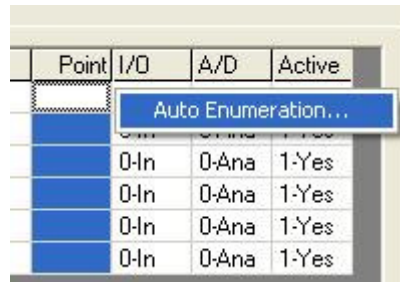 Point I/O A/D Active
Auto Enumeration...
0-In 0-Ana 1-Yes
0-In 0-Ana 1-Yes
0-In 0-Ana 1-Yes
0-In 0-Ana 1-Yes